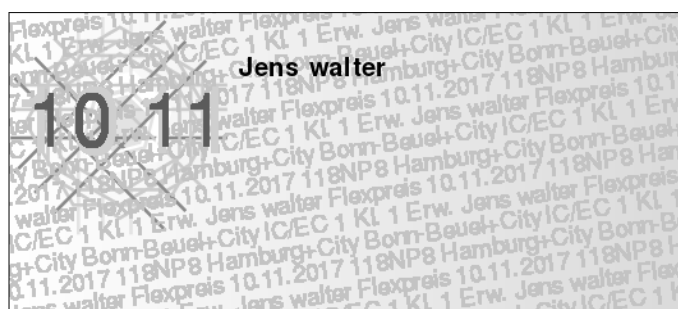 Flexpreis 10.11.2017 118NP8 Hamburg+City Bonn-Beuel+City IC/EC 1 Kl. 1 Erw. Jens walter
Jens walter
10 11